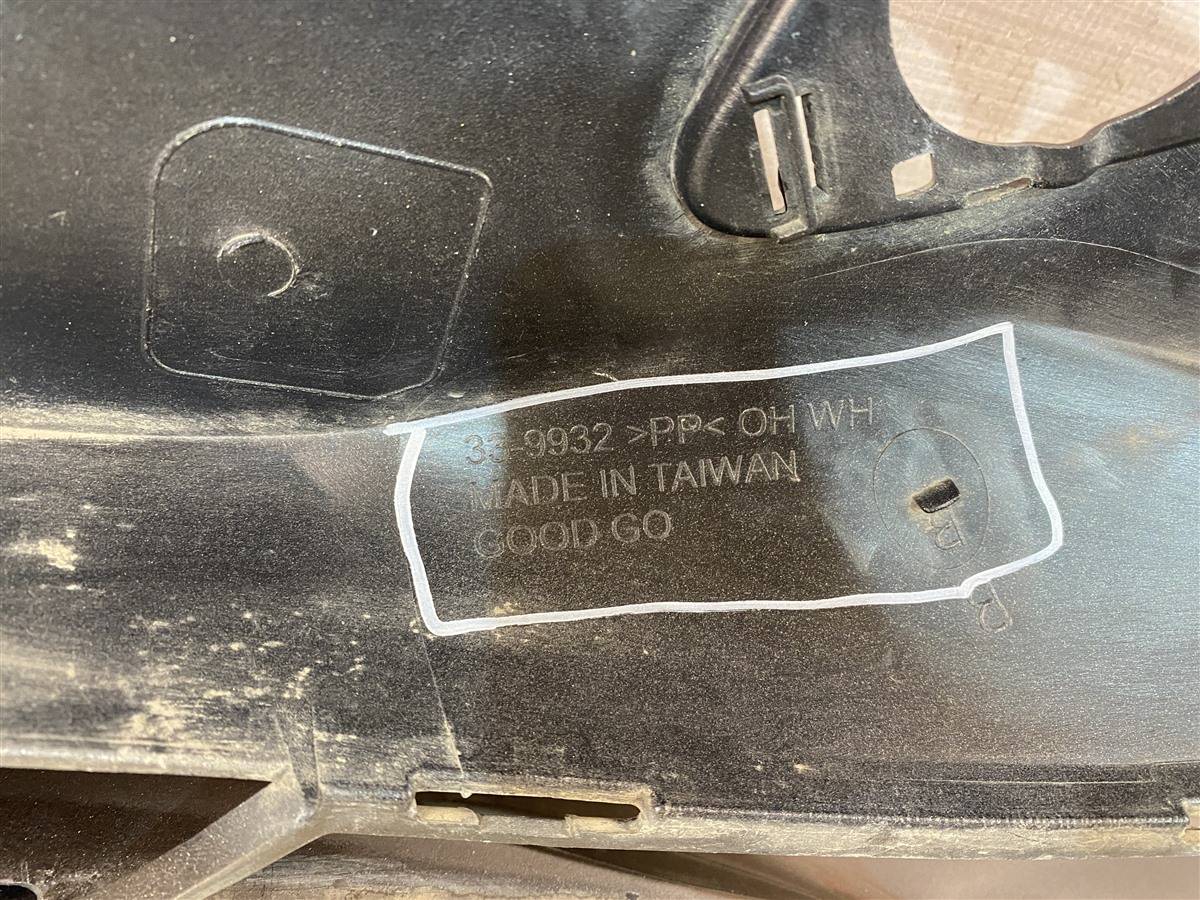 33-9932 >PP< OH WH
MADE IN TAIWAN
GOOD GO
R
R